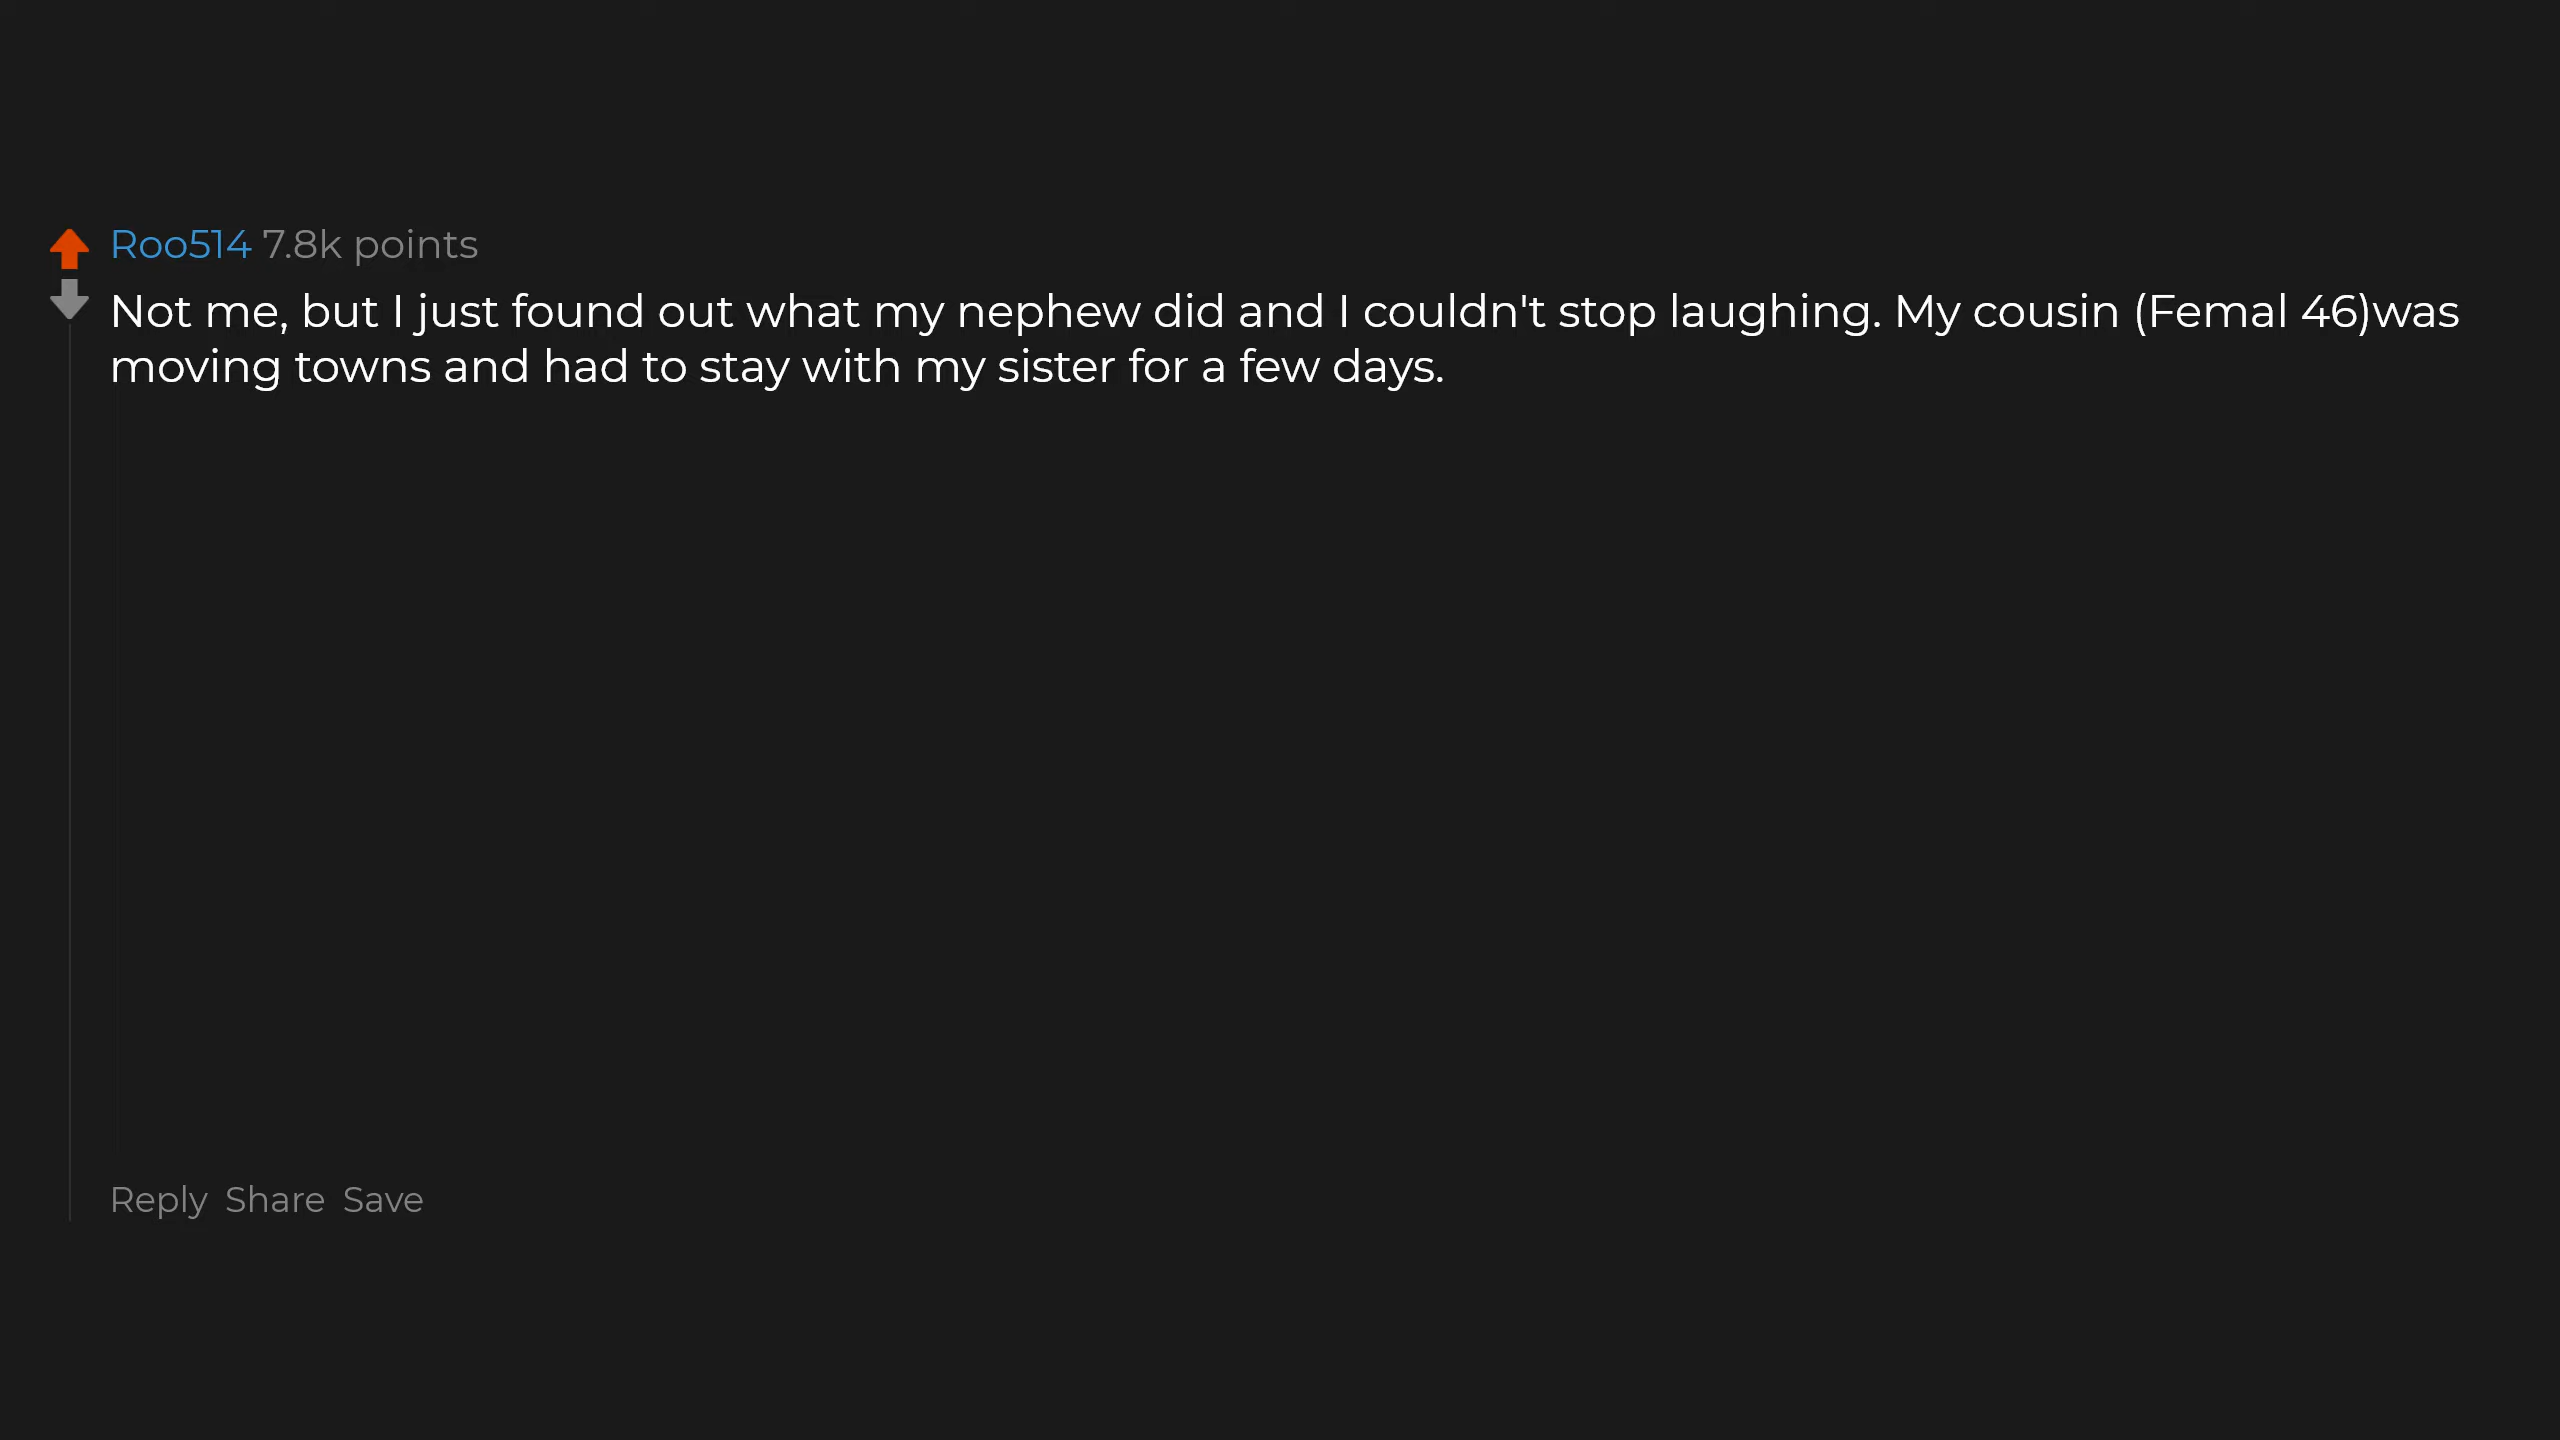 Roo514 7.8k points
Not me, but I just found out what my nephew did and I couldn't stop laughing. My cousin (Femal 46)was
moving towns and had to stay with my sister for a few days.
Reply Share Save